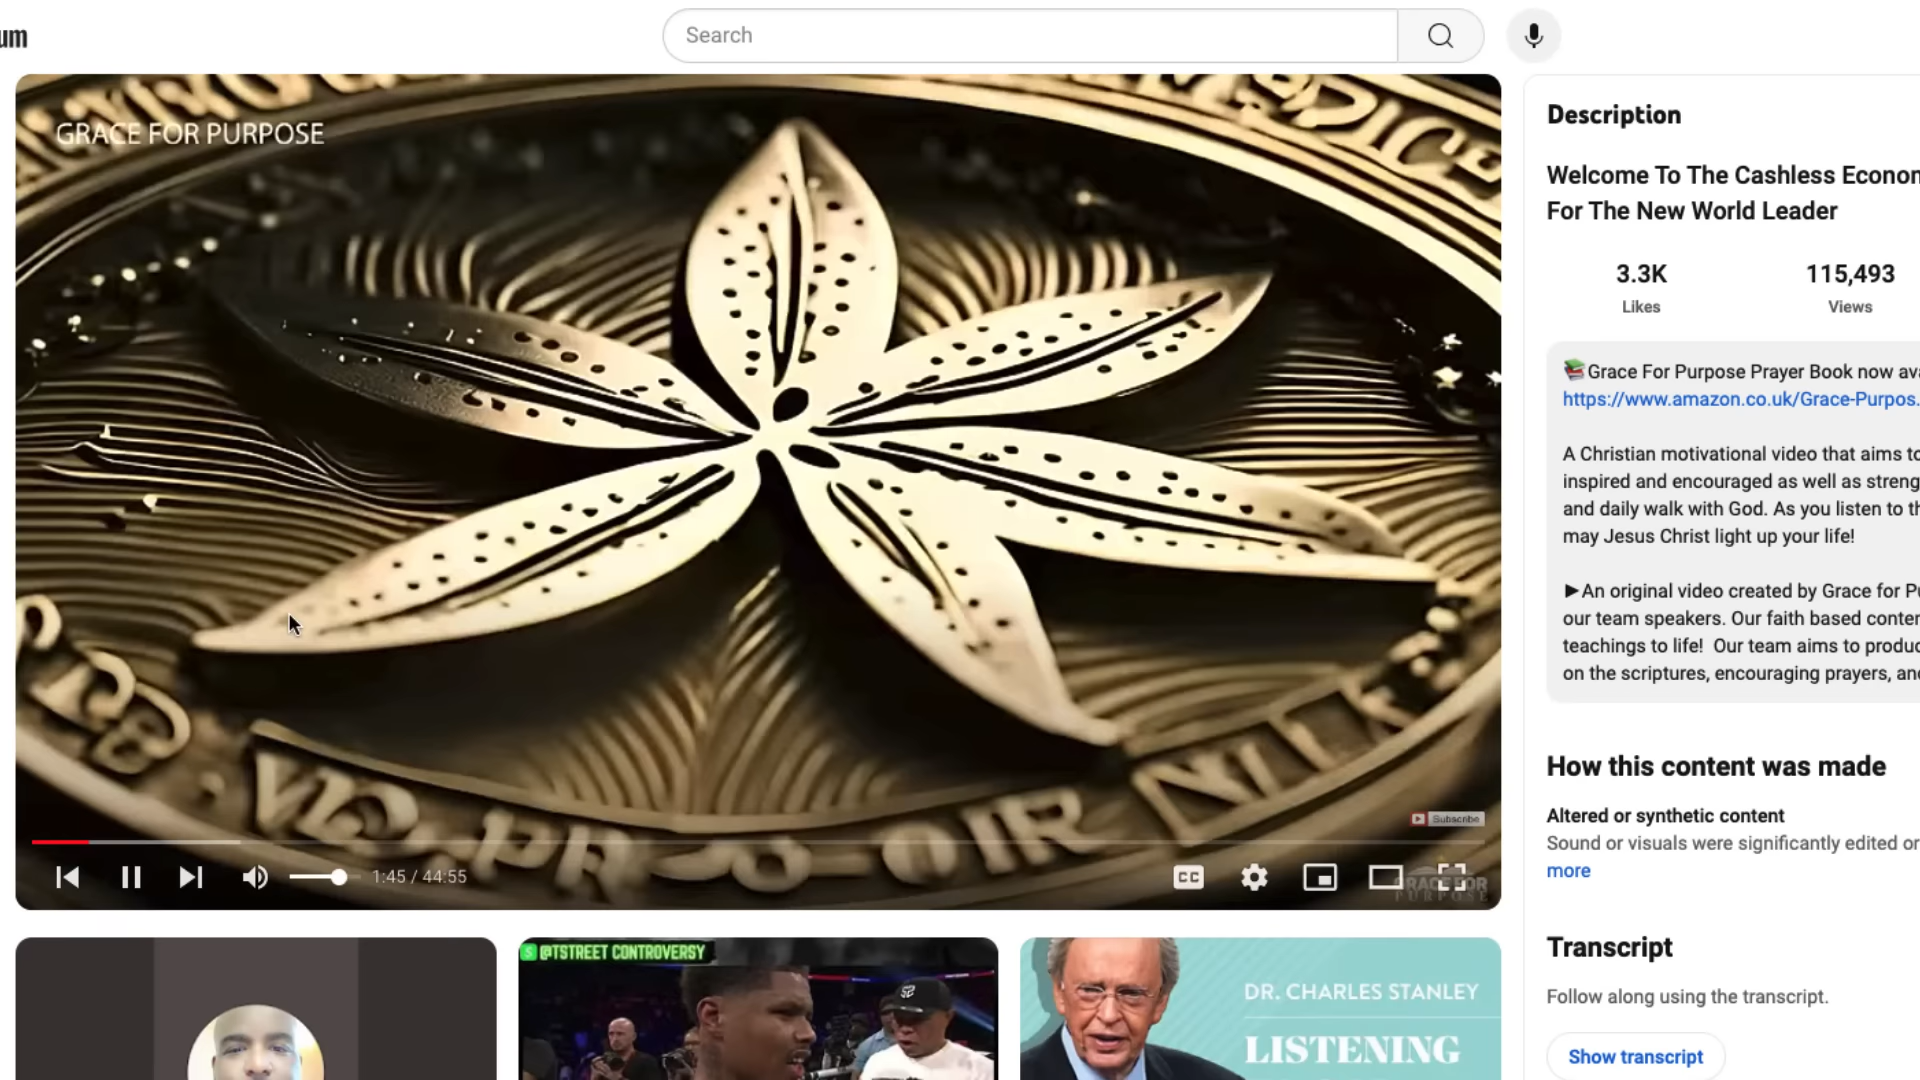 um
Search
GRACE FOR PURPOSE
Subscribe
1:45 / 44:55
CC
GRACE FOR
PURPOSE
@TSTREET CONTROVERSY
DR. CHARLES STANLEY
LISTENING
Description
Welcome To The Cashless Econom
For The New World Leader
3.3K
115,493
Likes
Views
Grace For Purpose Prayer Book now ava
https://www.amazon.co.uk/Grace-Purpos.
A Christian motivational video that aims to
inspired and encouraged as well as streng
and daily walk with God. As you listen to th
may Jesus Christ light up your life!
►An original video created by Grace for Pu
our team speakers. Our faith based conten
teachings to life!  Our team aims to produc
on the scriptures, encouraging prayers, and
How this content was made
Altered or synthetic content
Sound or visuals were significantly edited or
more
Transcript
Follow along using the transcript.
Show transcript